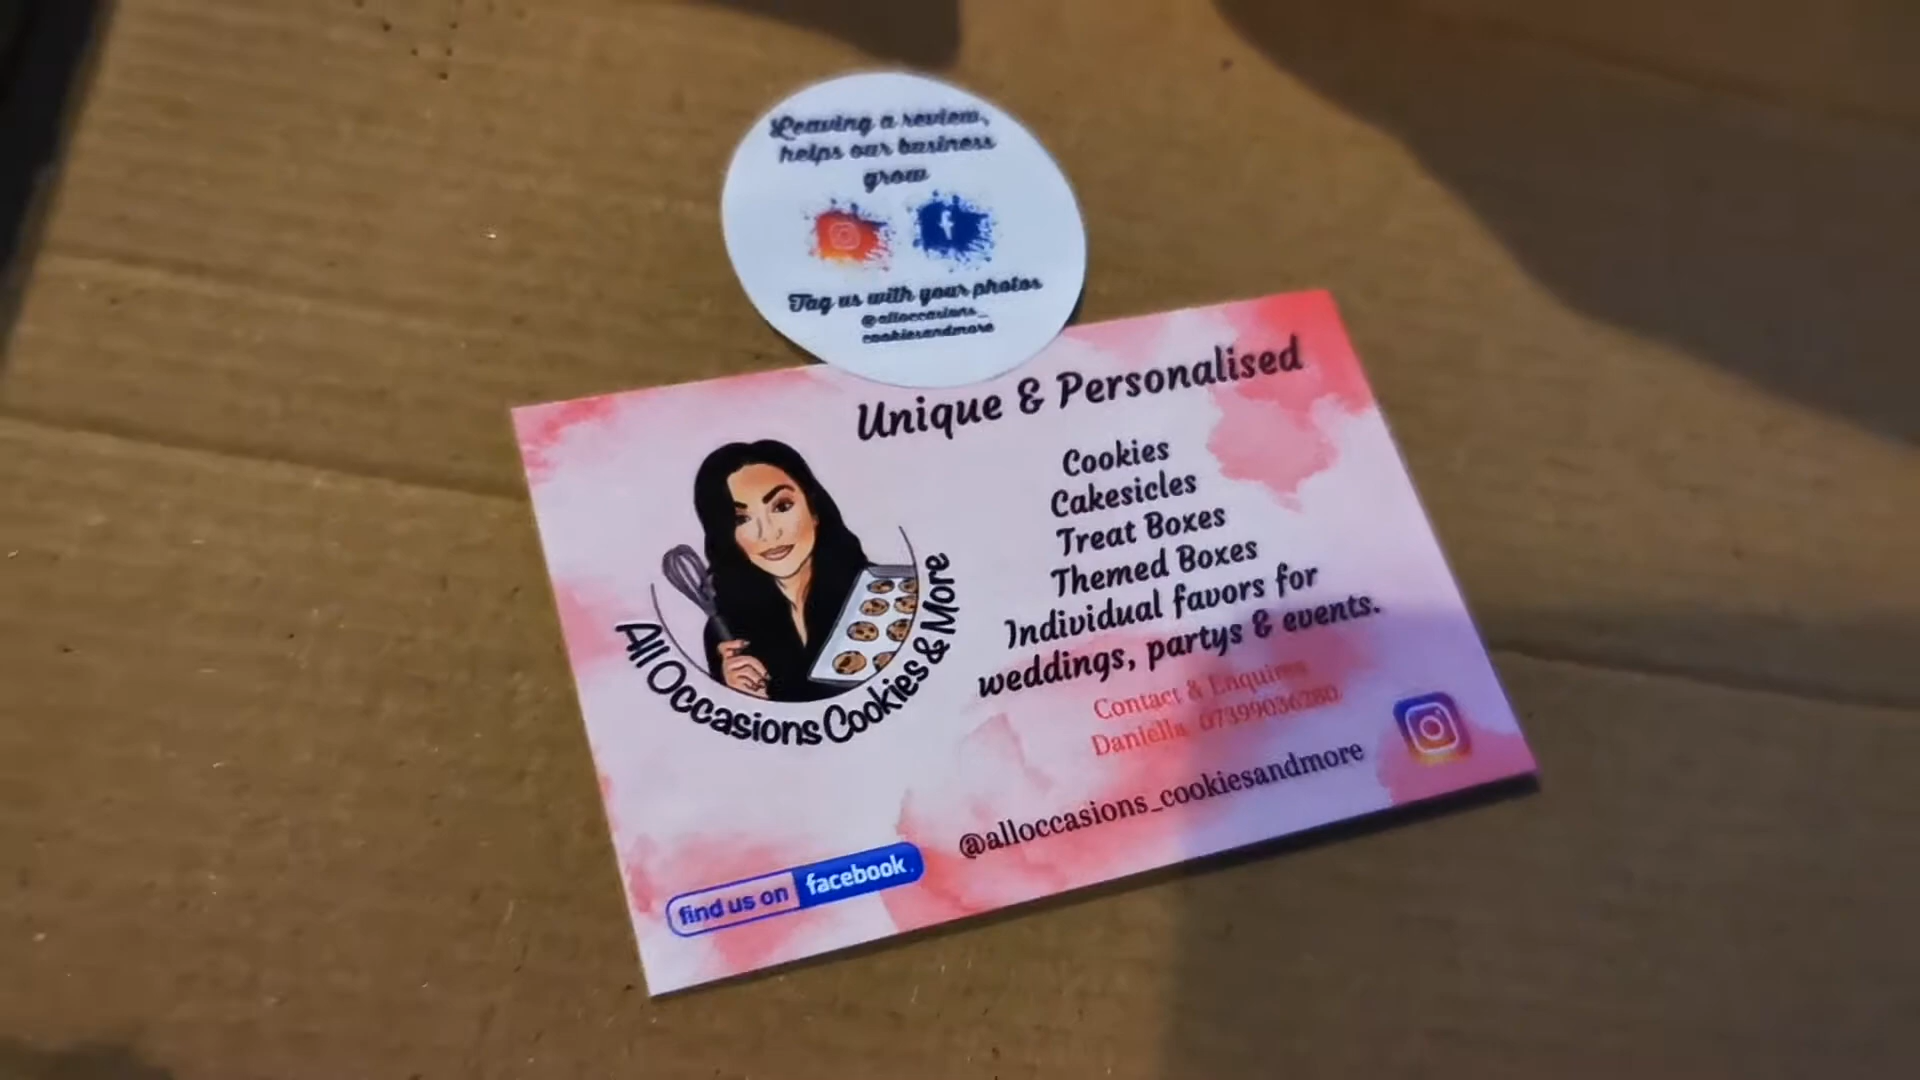 Leaving a review,
helps our business
grow
Tag us with your photos
@alloccasions_
cookiesandmore
Unique & Personalised
Cookies
Cakesicles
Treat Boxes
Themed Boxes
Individual favors for
weddings, partys & events.
Contact & Enquires
Daniella 07399036280
@alloccasions_cookiesandmore
All Occasions Cookies & More
find us on facebook.